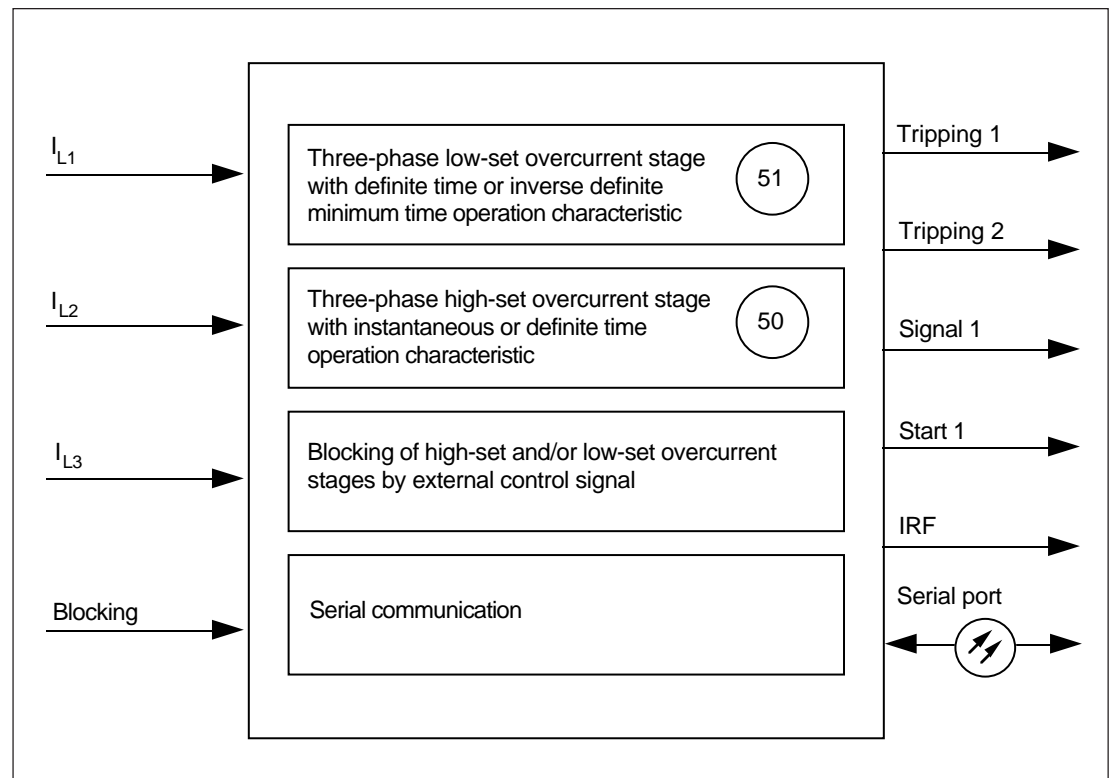 I_L1
I_L2
I_L3
Blocking
Three-phase low-set overcurrent stage
with definite time or inverse definite
minimum time operation characteristic
51
Three-phase high-set overcurrent stage
with instantaneous or definite time
operation characteristic
50
Blocking of high-set and/or low-set overcurrent
stages by external control signal
Serial communication
Tripping 1
Tripping 2
Signal 1
Start 1
IRF
Serial port